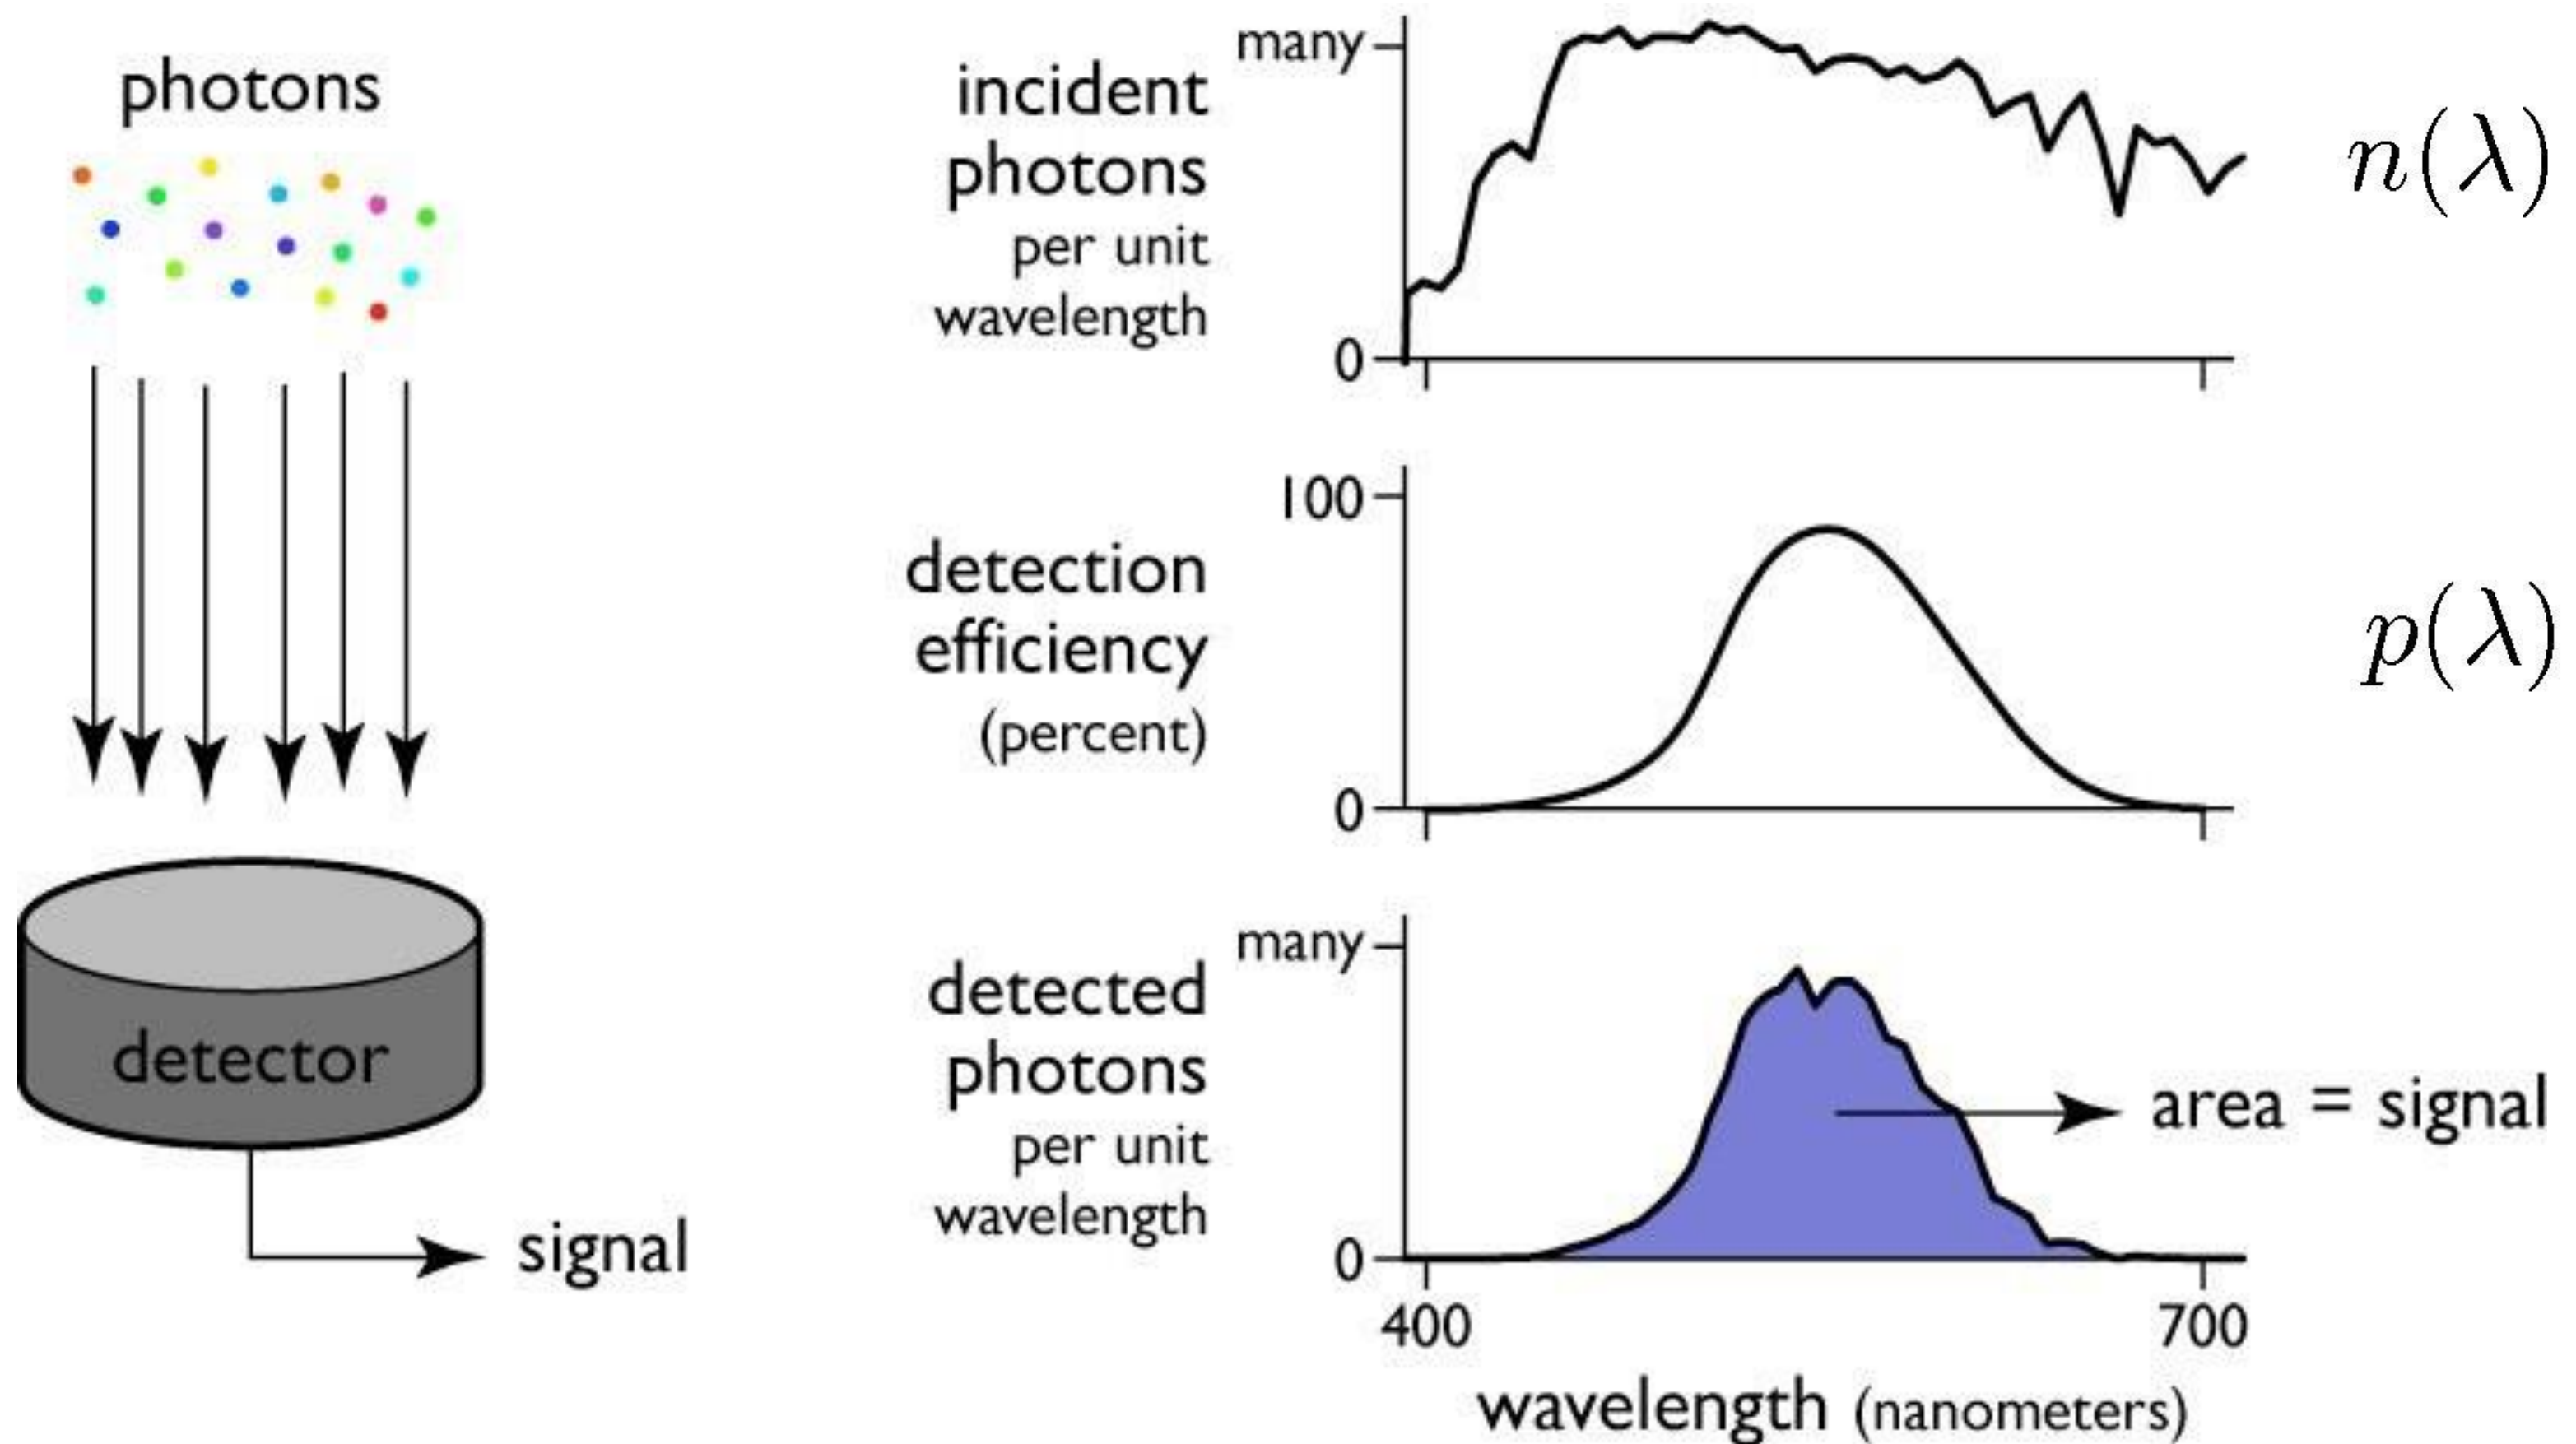 photons
detector
signal
incident
photons
per unit
wavelength
many
0
n(λ)
detection
efficiency
(percent)
100
0
p(λ)
detected
photons
per unit
wavelength
many
0
area = signal
400
700
wavelength (nanometers)